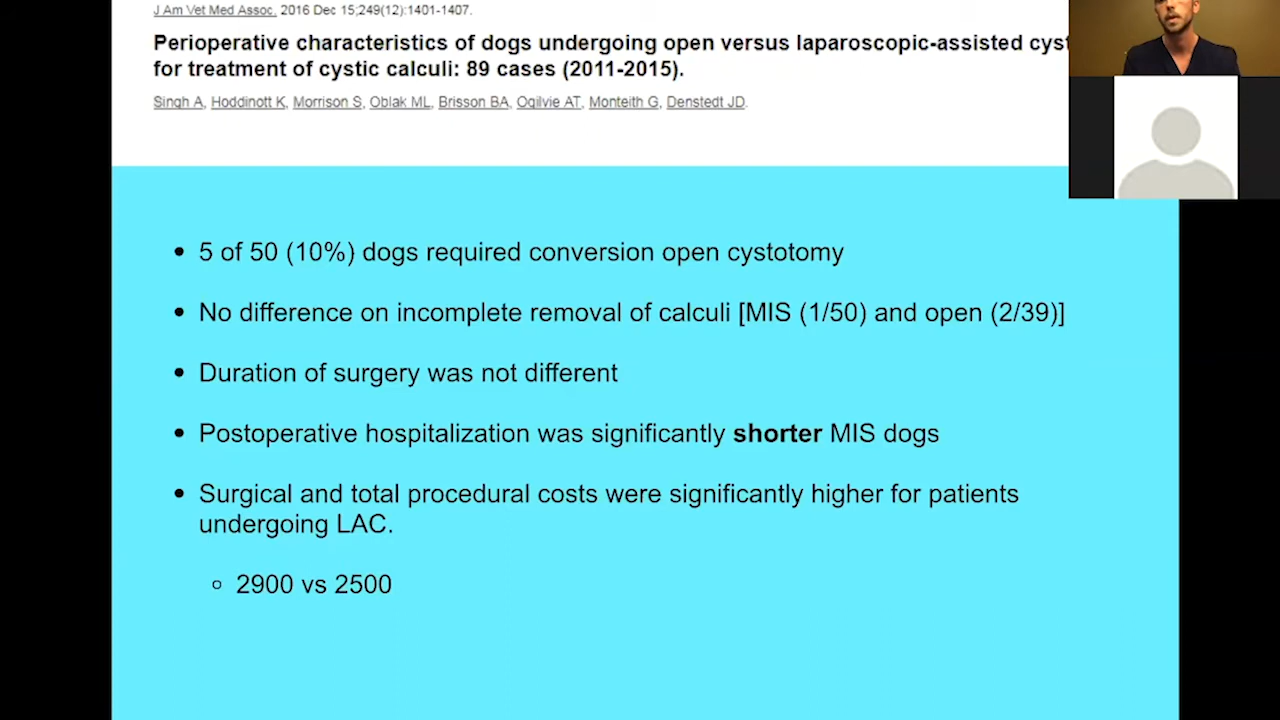 J Am Vet Med Assoc. 2016 Dec 15;249(12):1401-1407.
Perioperative characteristics of dogs undergoing open versus laparoscopic-assisted cyst
for treatment of cystic calculi: 89 cases (2011-2015).
Singh A, Hoddinott K, Morrison S, Oblak ML, Brisson BA, Ogilvie AT, Monteith G, Denstedt JD.
• 5 of 50 (10%) dogs required conversion open cystotomy
• No difference on incomplete removal of calculi [MIS (1/50) and open (2/39)]
• Duration of surgery was not different
• Postoperative hospitalization was significantly shorter MIS dogs
• Surgical and total procedural costs were significantly higher for patients
undergoing LAC.
○ 2900 vs 2500